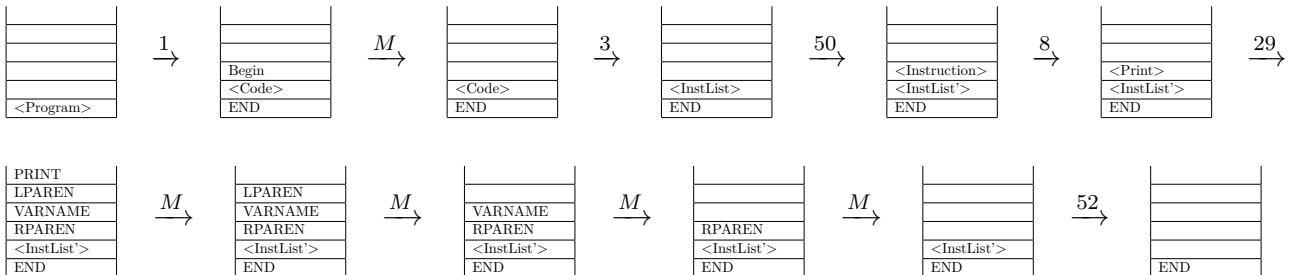 1 M 3 50 8 29
Begin <Instruction> <Print>
<Code> <Code> <InstList> <InstList'> <InstList'>
<Program> END END END END END
PRINT
LPAREN LPAREN
VARNAME M VARNAME M VARNAME M M 52
RPAREN RPAREN RPAREN RPAREN
<InstList'> <InstList'> <InstList'> <InstList'> <InstList'>
END END END END END END